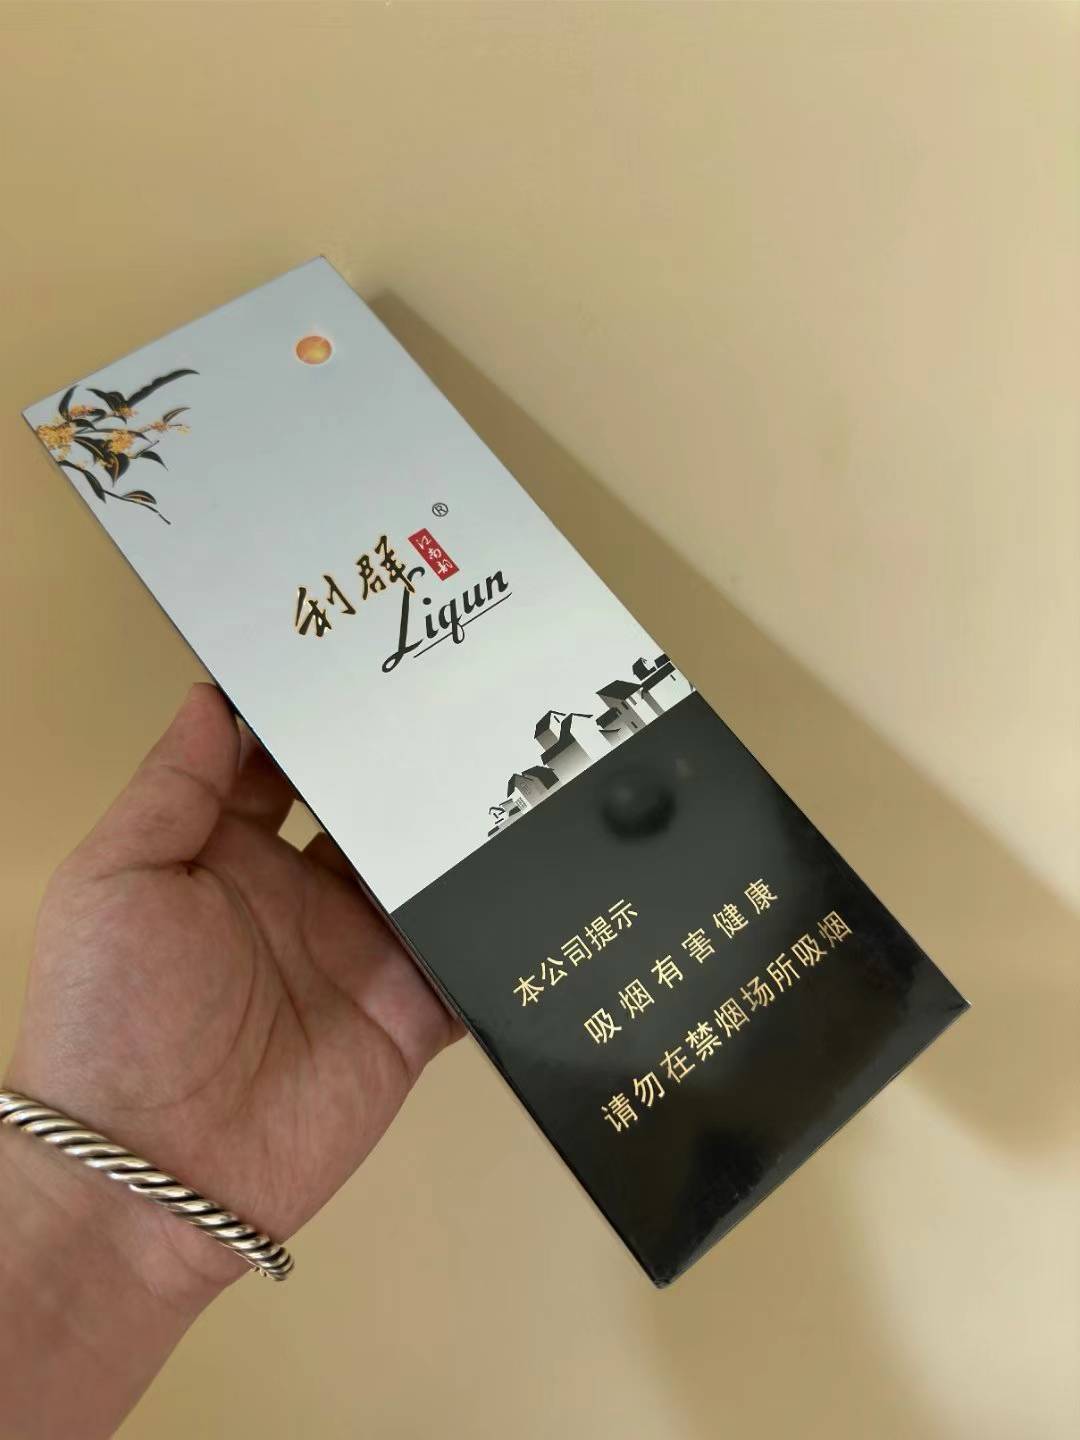 利群
江南韵
®
Liqun
本公司提示
吸烟有害健康
请勿在禁烟场所吸烟